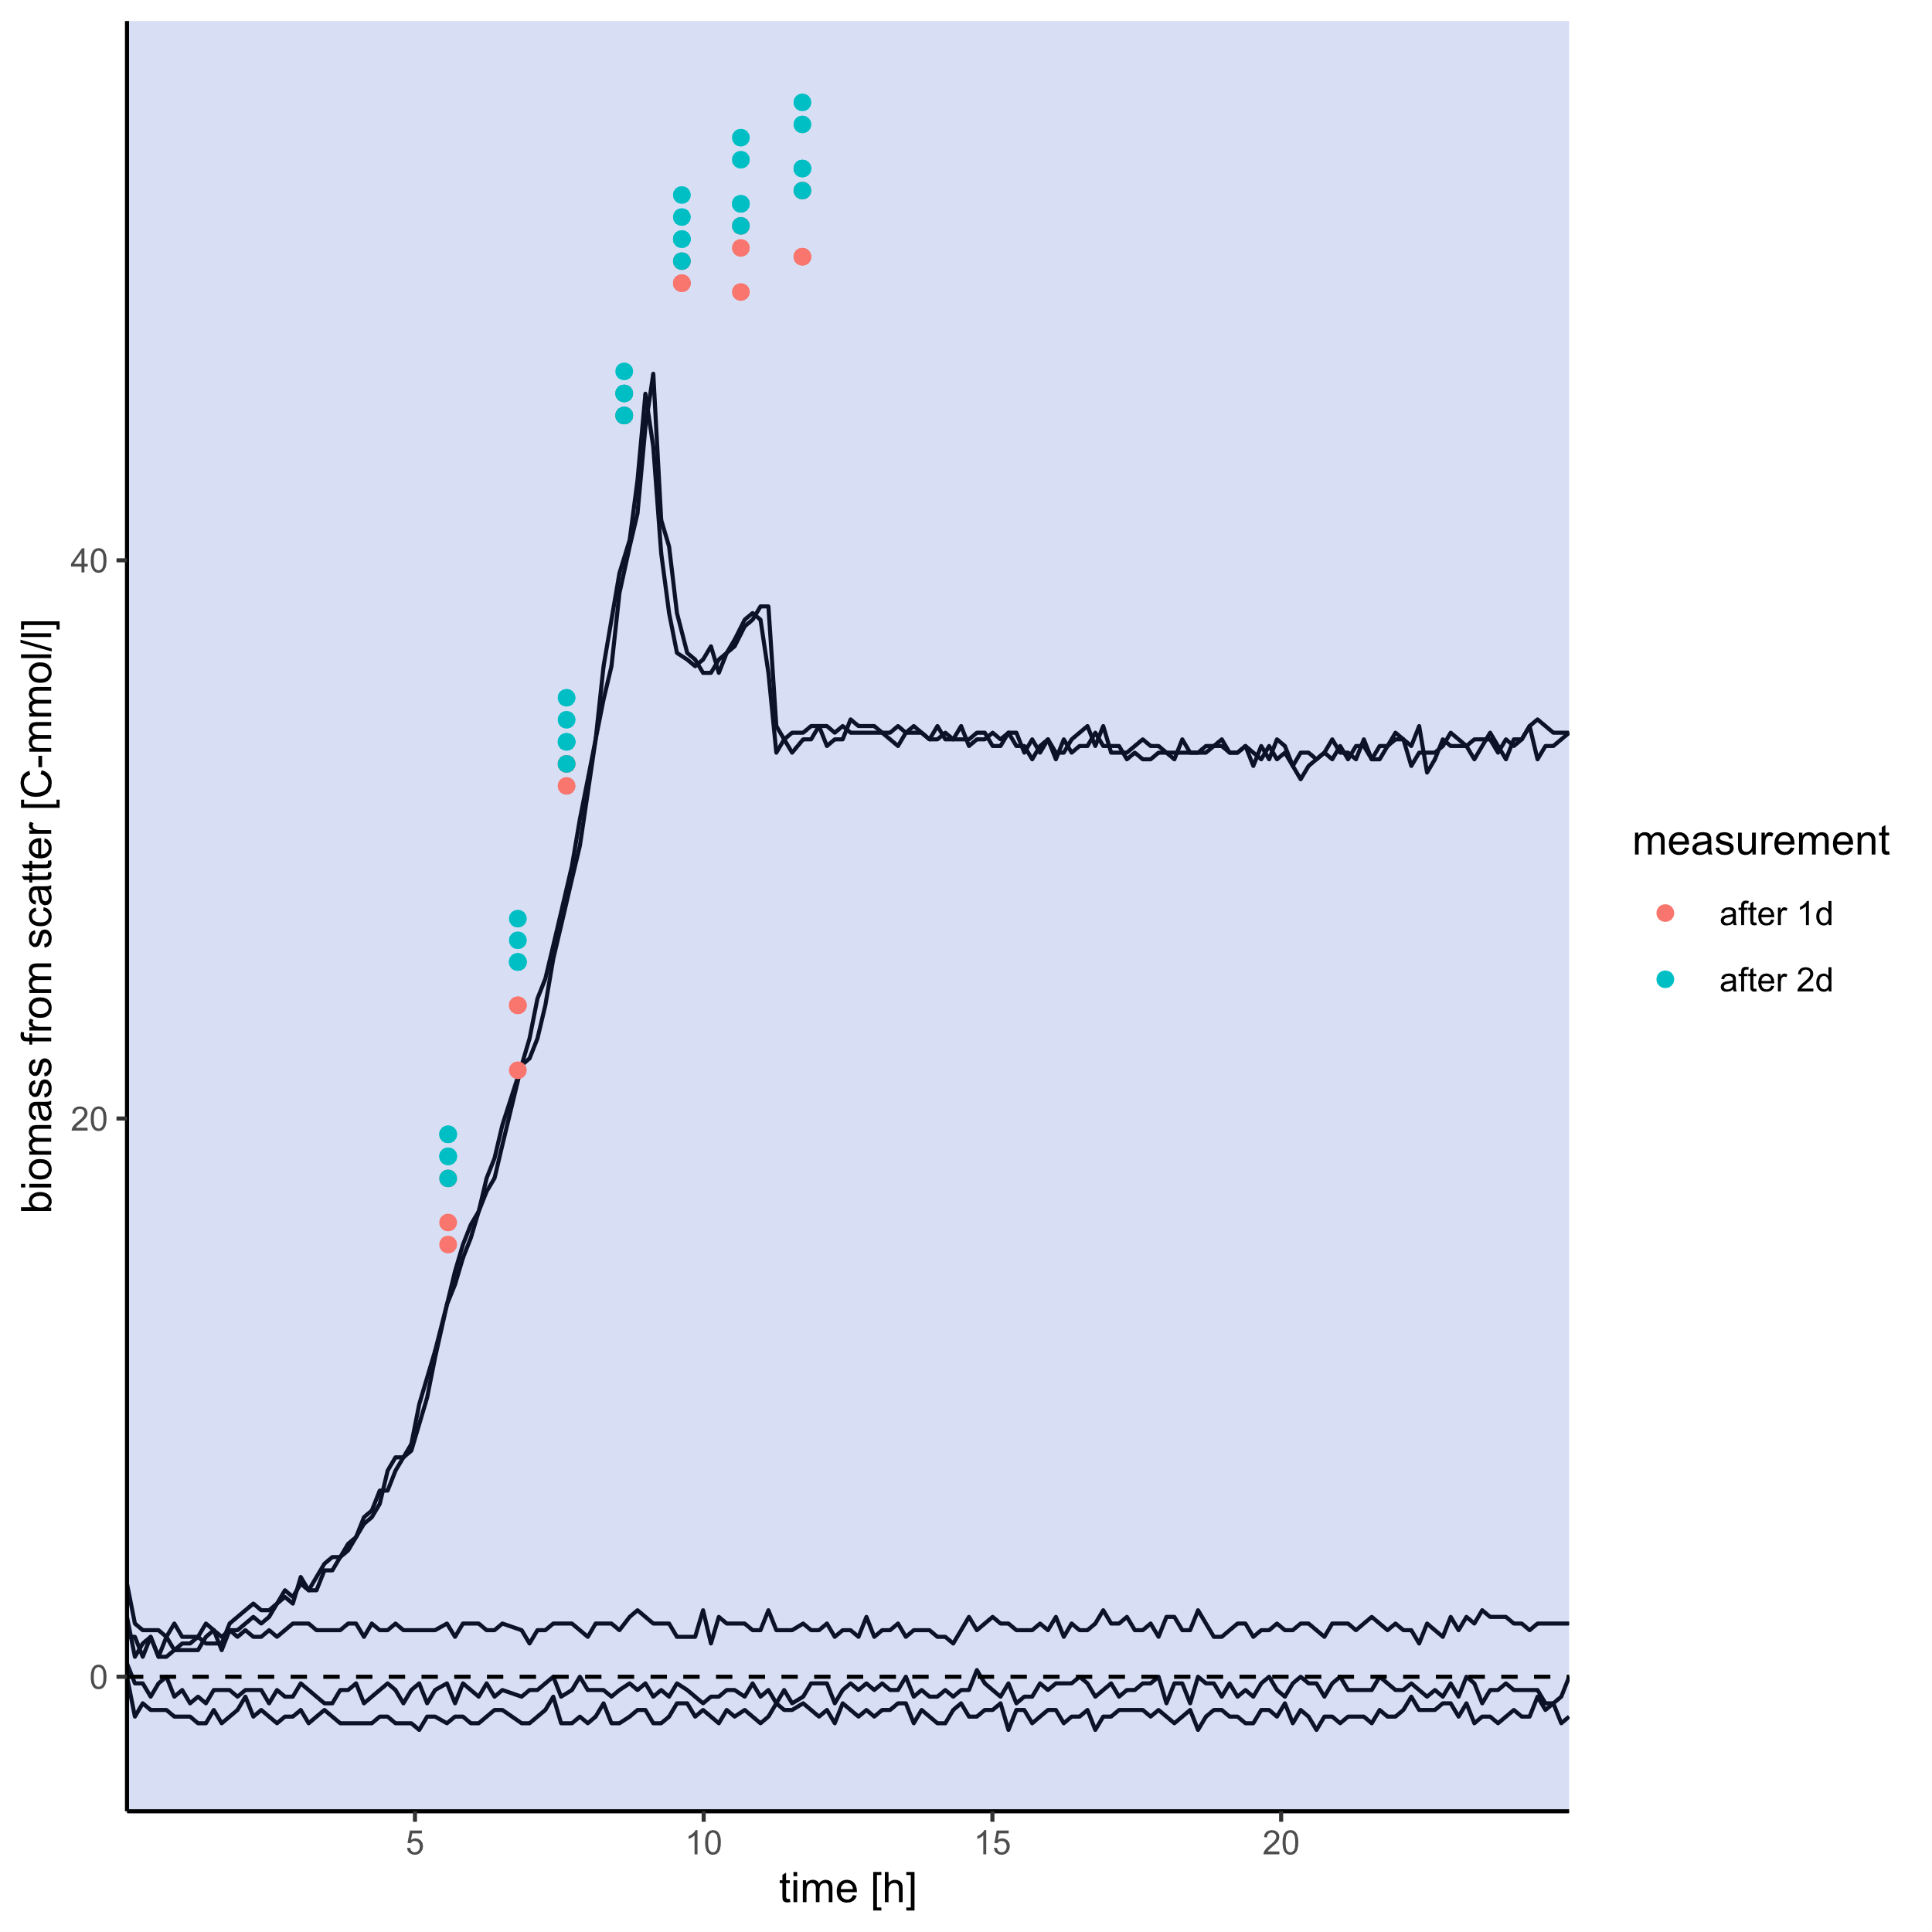 biomass from scatter [C-mmol/l]
40
20
0
5
10
15
20
time [h]
measurement
after 1d
after 2d